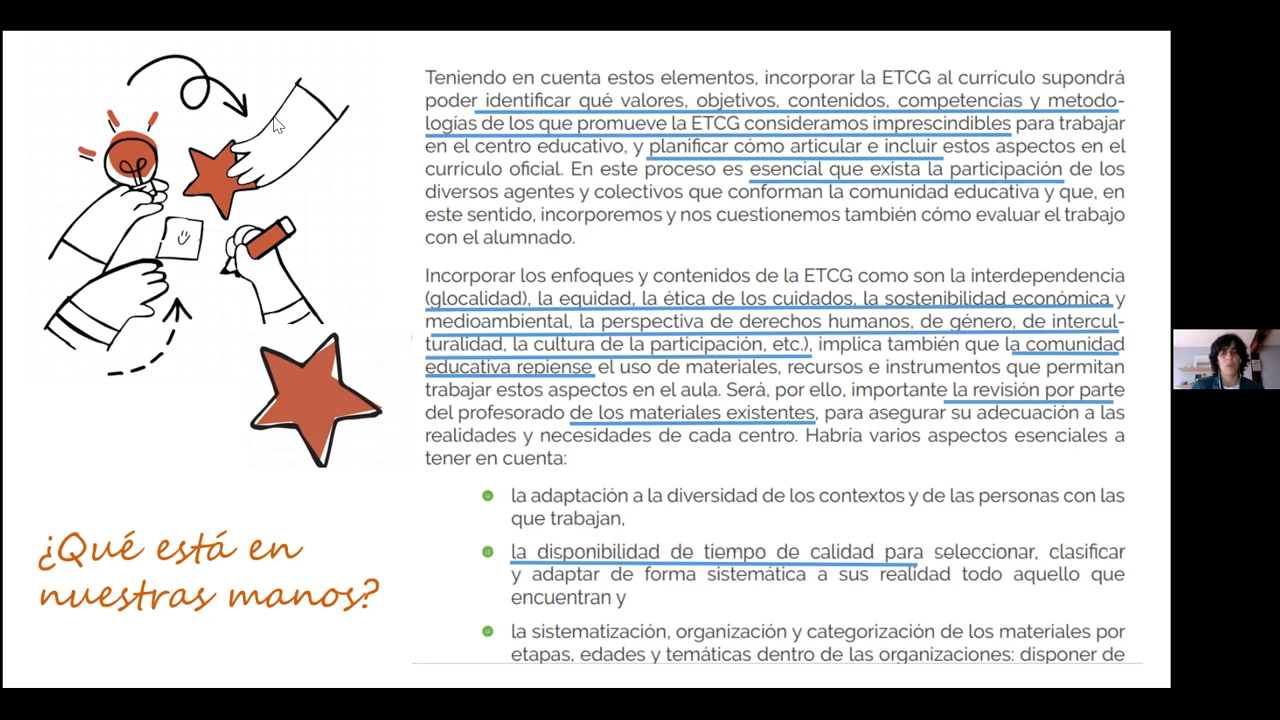 Teniendo en cuenta estos elementos, incorporar la ETCG al currículo supondrá
poder identificar qué valores, objetivos, contenidos, competencias y metodo-
logías de los que promueve la ETCG consideramos imprescindibles para trabajar
en el centro educativo, y planificar cómo articular e incluir estos aspectos en el
currículo oficial. En este proceso es esencial que exista la participación de los
diversos agentes y colectivos que conforman la comunidad educativa y que, en
este sentido, incorporemos y nos cuestionemos también cómo evaluar el trabajo
con el alumnado.
Incorporar los enfoques y contenidos de la ETCG como son la interdependencia
(glocalidad), la equidad, la ética de los cuidados, la sostenibilidad económica y
medioambiental, la perspectiva de derechos humanos, de género, de intercul-
turalidad, la cultura de la participación, etc.), implica también que la comunidad
educativa repiense el uso de materiales, recursos e instrumentos que permitan
trabajar estos aspectos en el aula. Será, por ello, importante la revisión por parte
del profesorado de los materiales existentes, para asegurar su adecuación a las
realidades y necesidades de cada centro. Habría varios aspectos esenciales a
tener en cuenta:
la adaptación a la diversidad de los contextos y de las personas con las
que trabajan,
la disponibilidad de tiempo de calidad para seleccionar, clasificar
y adaptar de forma sistemática a sus realidad todo aquello que
encuentran y
la sistematización, organización y categorización de los materiales por
etapas, edades y temáticas dentro de las organizaciones: disponer de
¿Qué está en
nuestras manos?